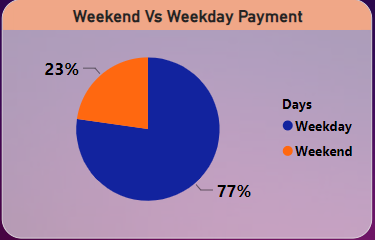 Weekend Vs Weekday Payment
23%
Days
Weekday
Weekend
77%